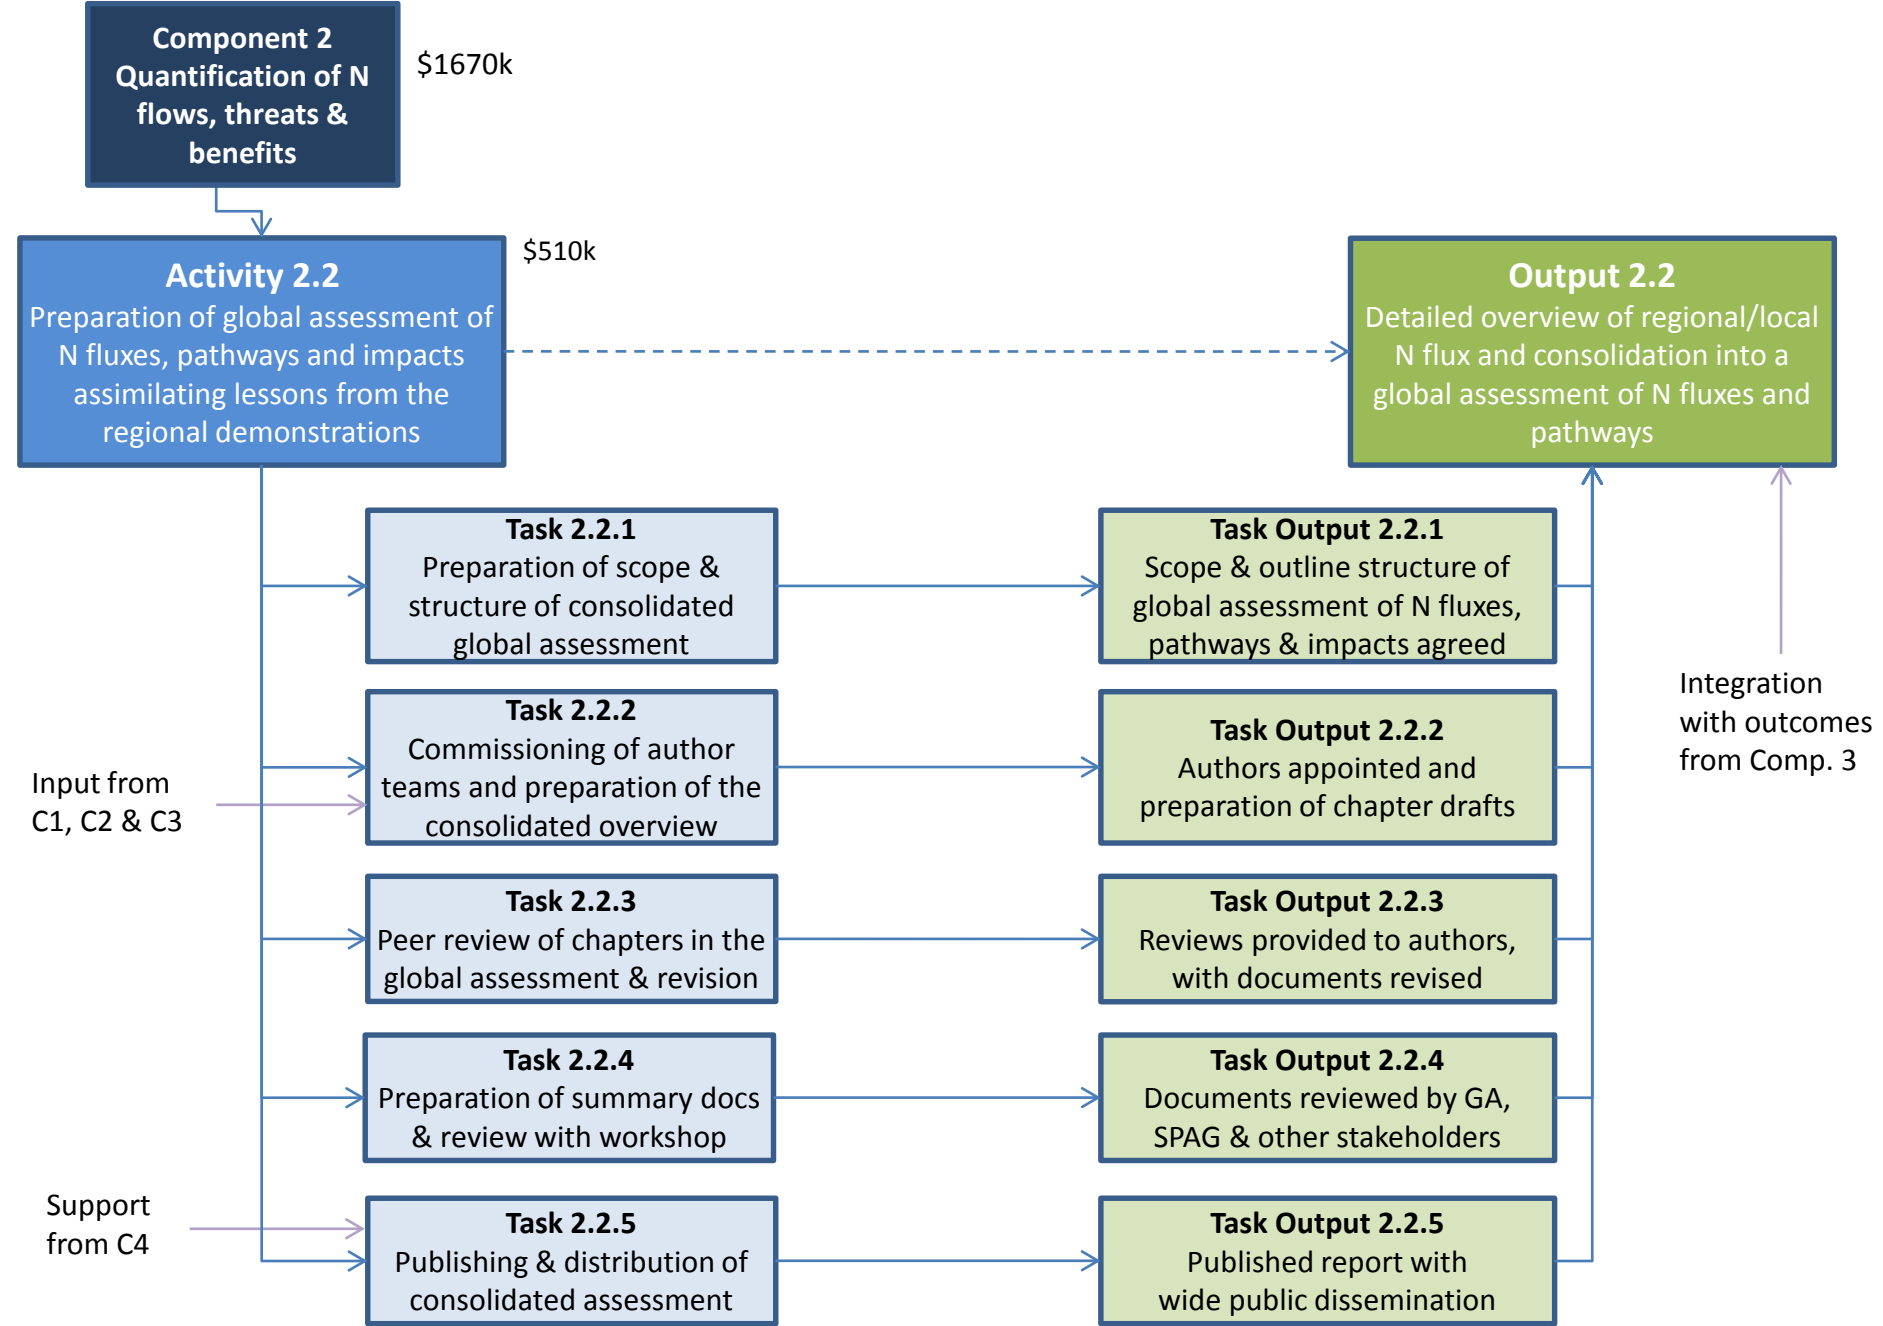 Component 2
Quantification of N
flows, threats &
benefits
$1670k
Activity 2.2
Preparation of global assessment of
N fluxes, pathways and impacts
assimilating lessons from the
regional demonstrations
$510k
Output 2.2
Detailed overview of regional/local
N flux and consolidation into a
global assessment of N fluxes and
pathways
Task 2.2.1
Preparation of scope &
structure of consolidated
global assessment
Task Output 2.2.1
Scope & outline structure of
global assessment of N fluxes,
pathways & impacts agreed
Integration
with outcomes
from Comp. 3
Input from
C1, C2 & C3
Task 2.2.2
Commissioning of author
teams and preparation of the
consolidated overview
Task Output 2.2.2
Authors appointed and
preparation of chapter drafts
Task 2.2.3
Peer review of chapters in the
global assessment & revision
Task Output 2.2.3
Reviews provided to authors,
with documents revised
Task 2.2.4
Preparation of summary docs
& review with workshop
Task Output 2.2.4
Documents reviewed by GA,
SPAG & other stakeholders
Support
from C4
Task 2.2.5
Publishing & distribution of
consolidated assessment
Task Output 2.2.5
Published report with
wide public dissemination